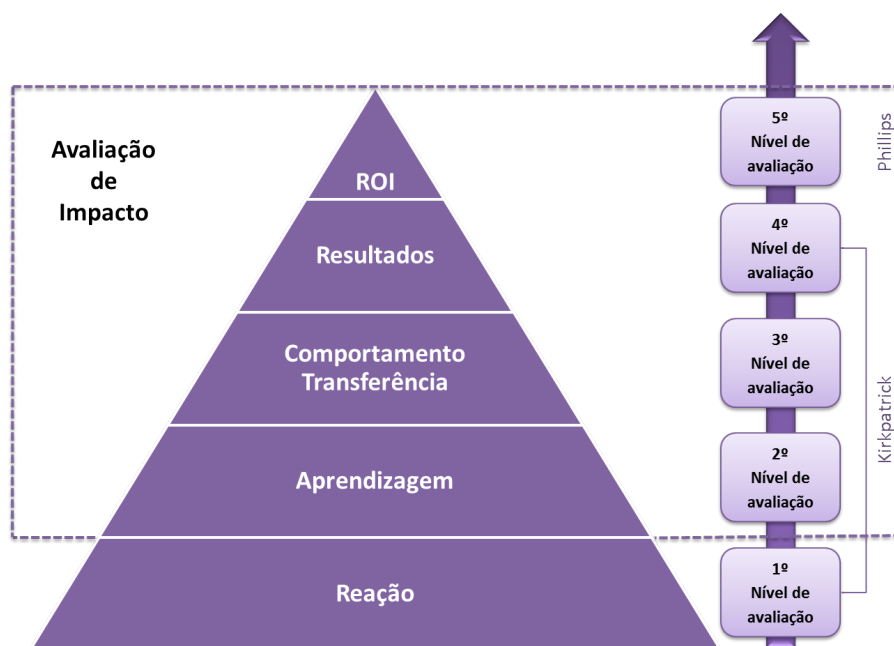 Avaliação
de
Impacto
ROI
Resultados
Comportamento
Transferência
Aprendizagem
Reação
5º
Nível de
avaliação
4º
Nível de
avaliação
3º
Nível de
avaliação
2º
Nível de
avaliação
1º
Nível de
avaliação
Phillips
Kirkpatrick